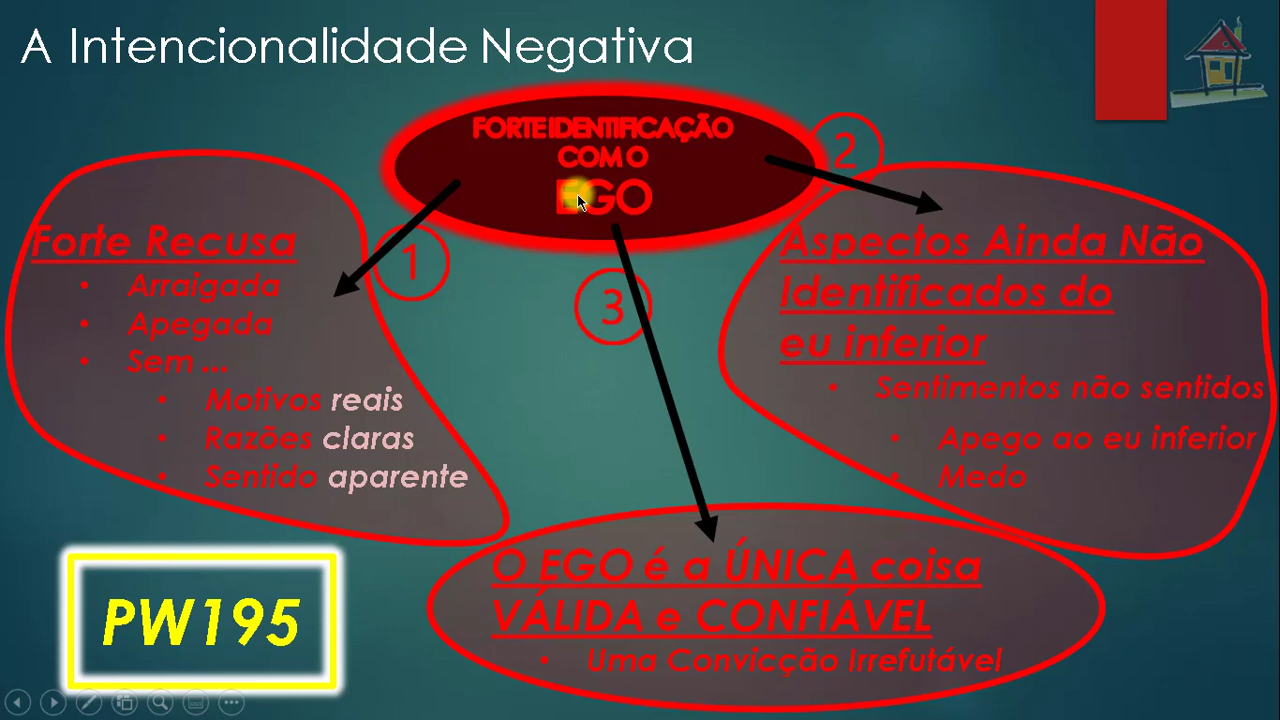 A Intencionalidade Negativa
FORTE IDENTIFICAÇÃO
COM O
EGO
1
Forte Recusa
• Arraigada
• Apegada
• Sem ...
• Motivos reais
• Razões claras
• Sentido aparente
2
Aspectos Ainda Não
Identificados do
eu inferior
• Sentimentos não sentidos
• Apego ao eu inferior
• Medo
3
O EGO é a ÚNICA coisa
VÁLIDA e CONFIÁVEL
• Uma Convicção Irrefutável
PW195